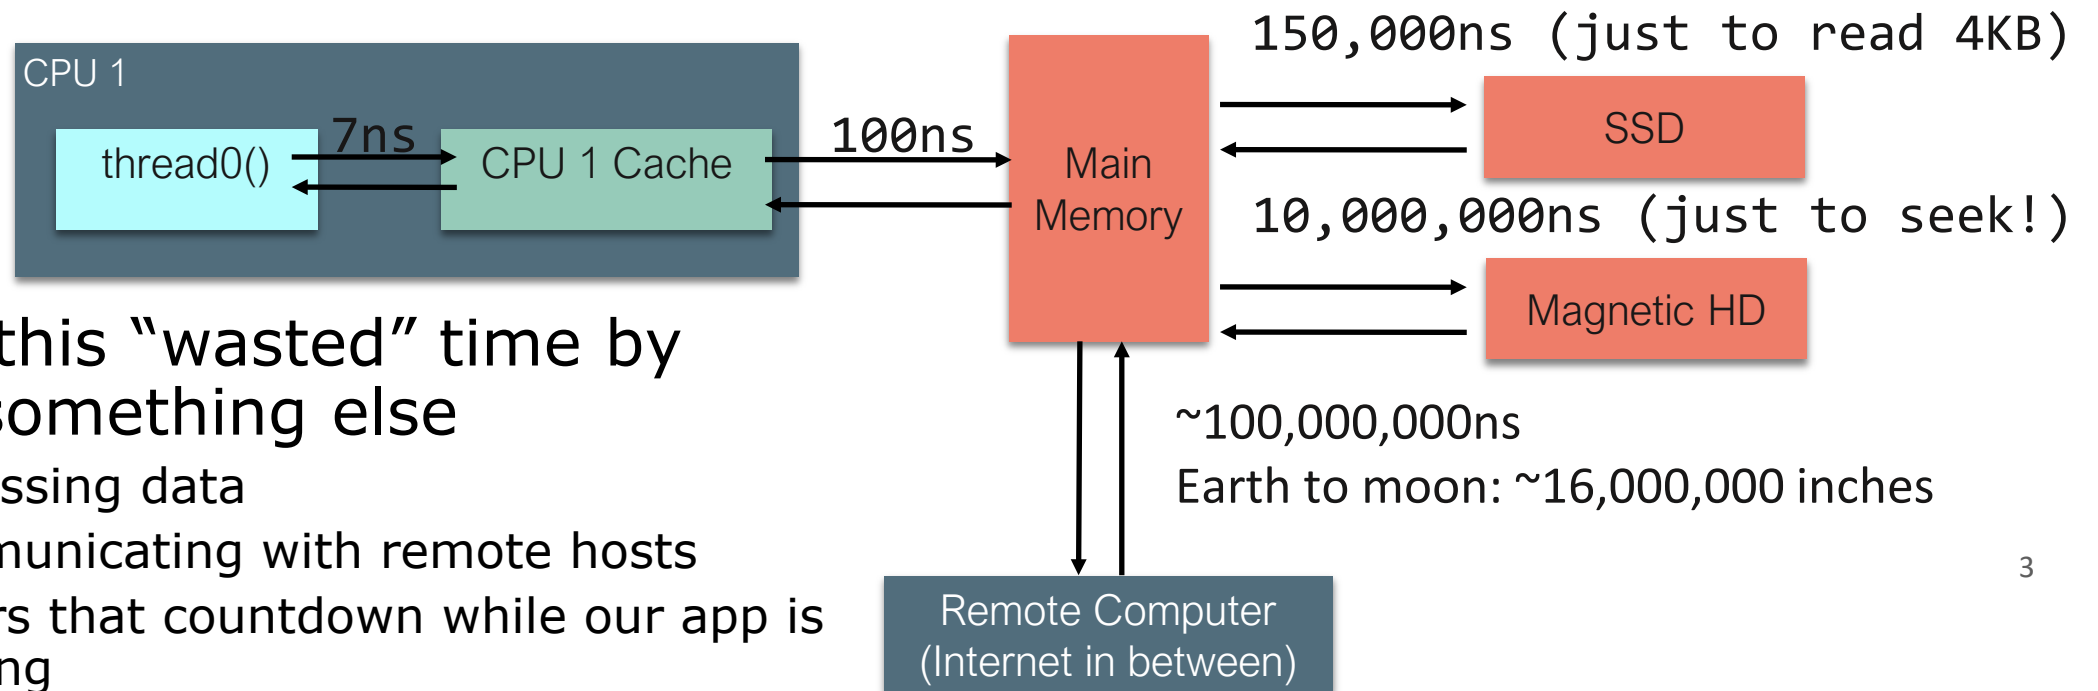 150,000ns (just to read 4KB)
CPU 1
thread0()
7ns
CPU 1 Cache
100ns
Main
Memory
SSD
10,000,000ns (just to seek!)
Magnetic HD
this “wasted” time by
something else
ssing data
municating with remote hosts
rs that countdown while our app is
ng
~100,000,000ns
Earth to moon: ~16,000,000 inches
3
Remote Computer
(Internet in between)